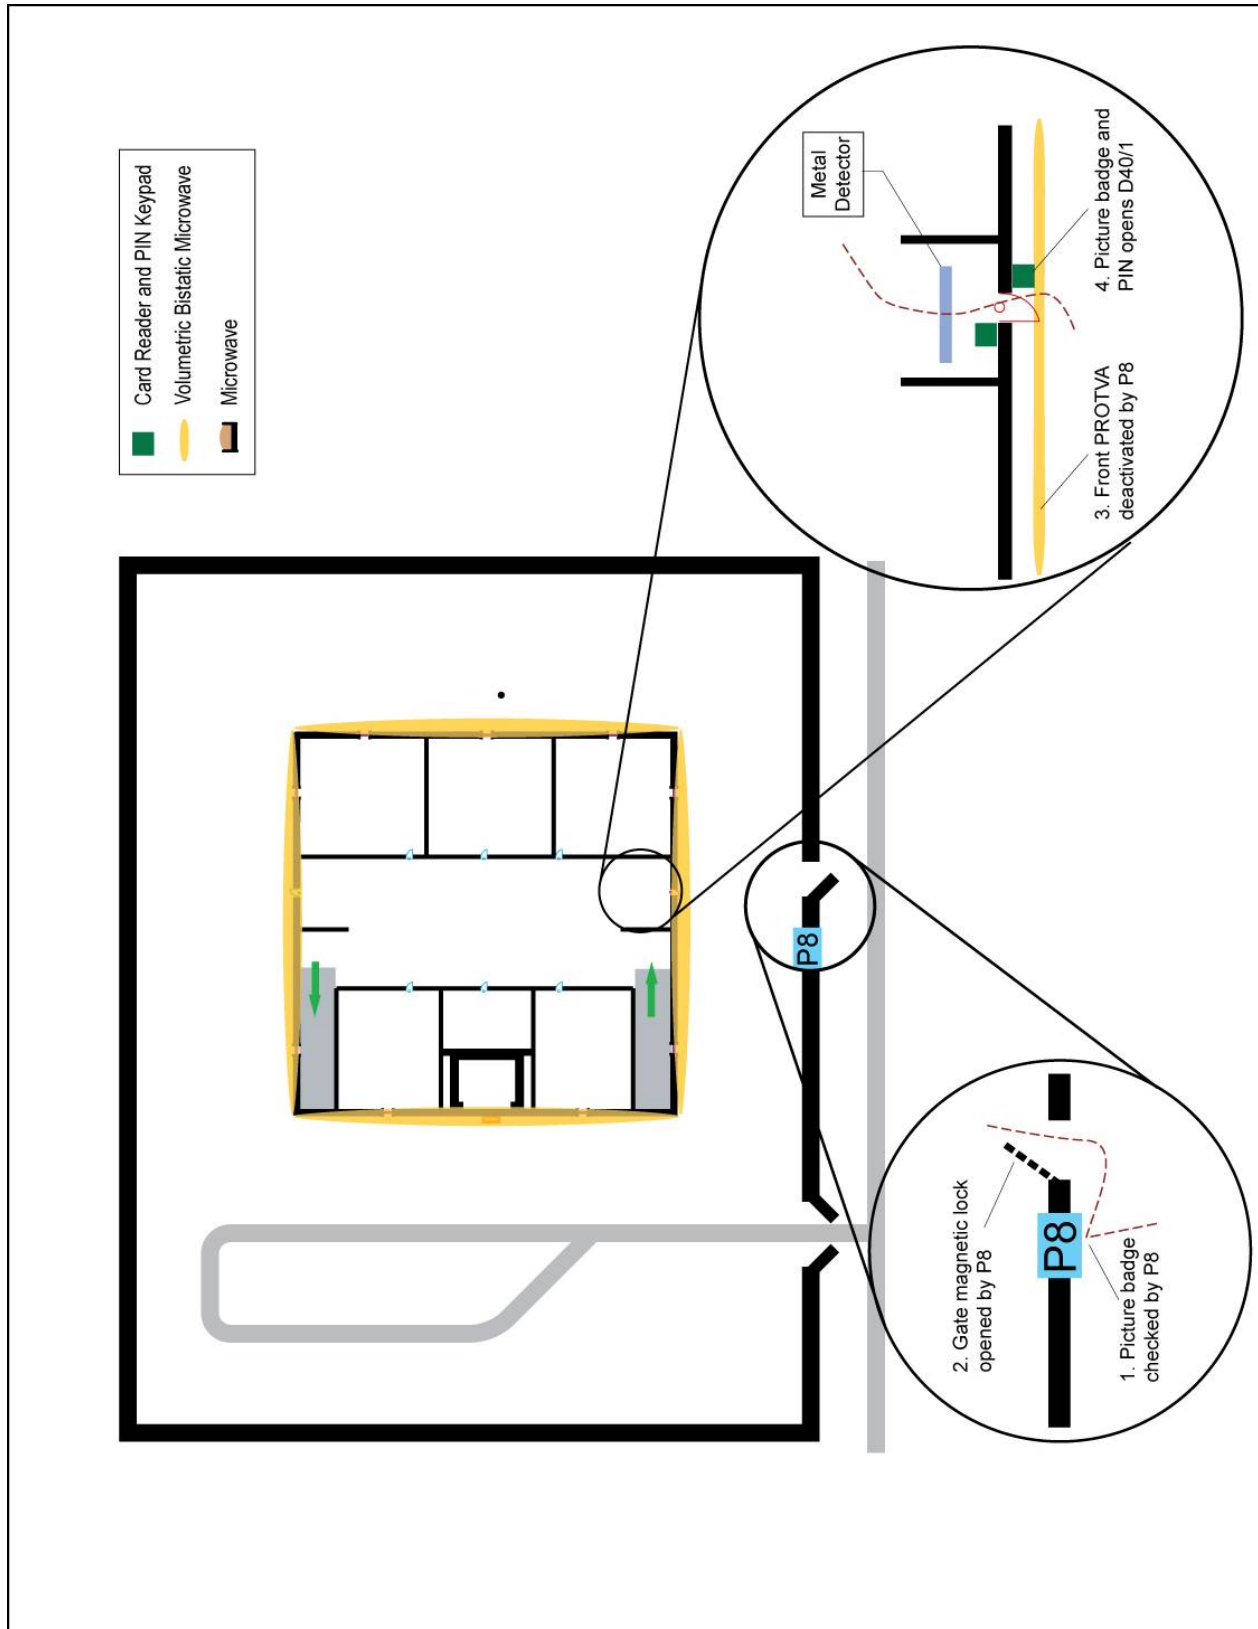 Card Reader and PIN Keypad
Volumetric Bistatic Microwave
Microwave
P8
2. Gate magnetic lock
opened by P8
P8
1. Picture badge
checked by P8
Metal
Detector
3. Front PROTVA
deactivated by P8
4. Picture badge and
PIN opens D40/1